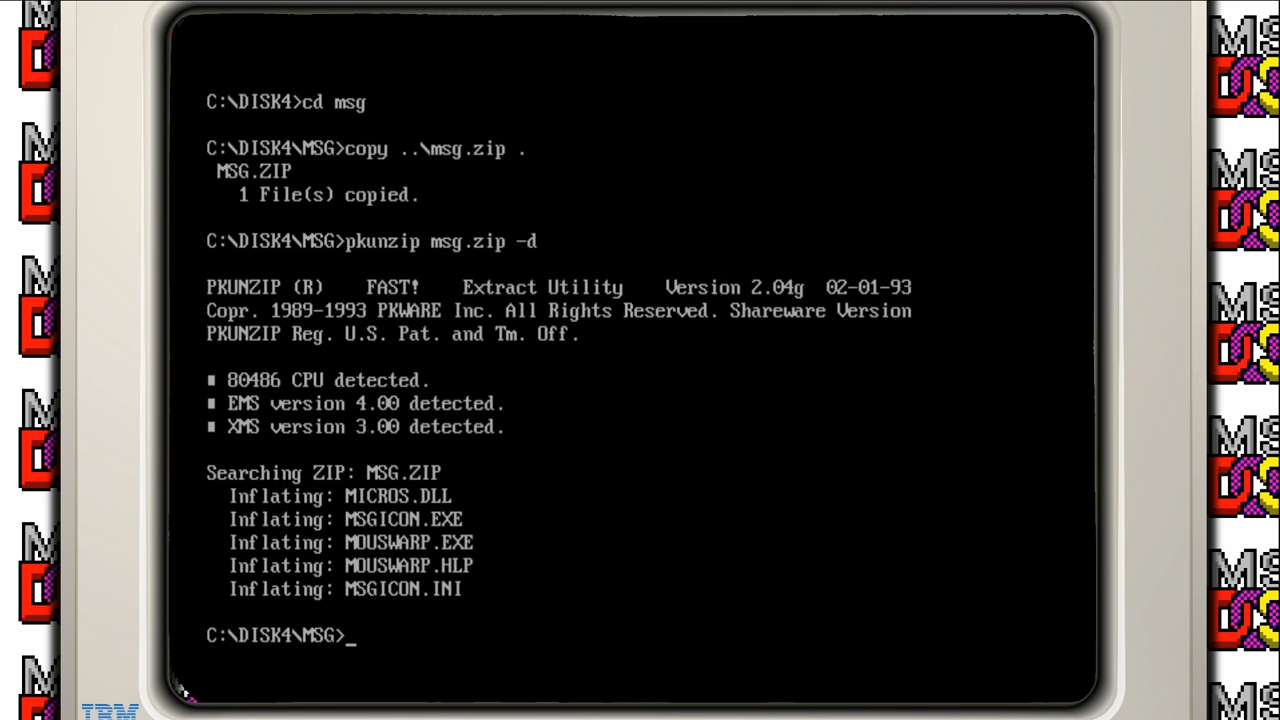 C:\DISK4>cd msg
C:\DISK4\MSG>copy ..\msg.zip .
MSG.ZIP
1 File(s) copied.
C:\DISK4\MSG>pkunzip msg.zip -d
PKUNZIP (R) FAST! Extract Utility Version 2.04g 02-01-93
Copr. 1989-1993 PKWARE Inc. All Rights Reserved. Shareware Version
PKUNZIP Reg. U.S. Pat. and Tm. Off.
80486 CPU detected.
EMS version 4.00 detected.
XMS version 3.00 detected.
Searching ZIP: MSG.ZIP
Inflating: MICROS.DLL
Inflating: MSGICON.EXE
Inflating: MOUSWARP.EXE
Inflating: MOUSWARP.HLP
Inflating: MSGICON.INI
C:\DISK4\MSG>_
IBM